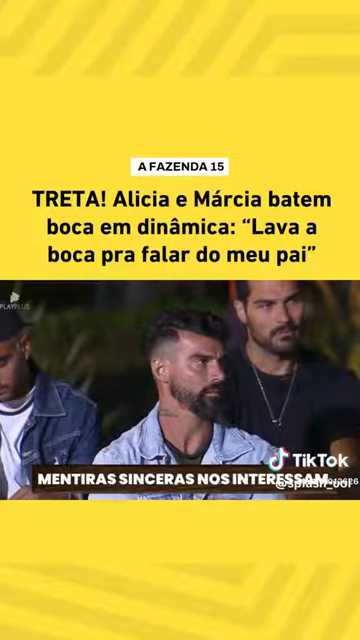 A FAZENDA 15
TRETA! Alicia e Márcia batem
boca em dinâmica: “Lava a
boca pra falar do meu pai”
PLAYPLUS
TikTok
MENTIRAS SINCERAS NOS INTERESSAM
@splash_uol